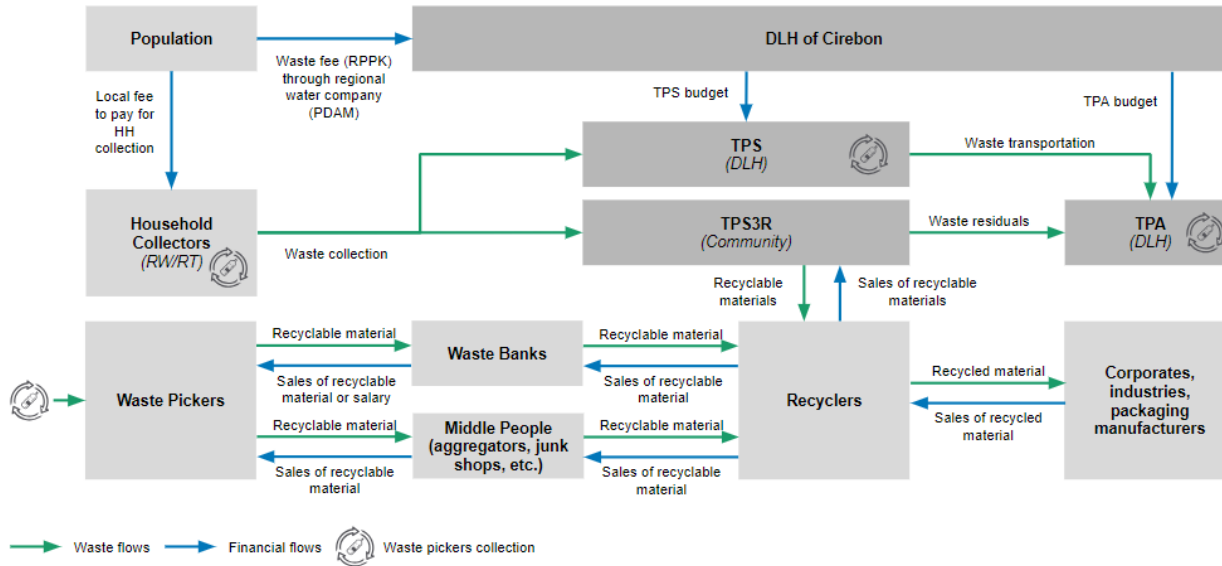 Population
DLH of Cirebon
Waste fee (RPPK)
through regional
water company
(PDAM)
Local fee
to pay for
HH
collection
TPS budget
TPA budget
TPS
(DLH)
Waste transportation
Household
Collectors
(RW/RT)
Waste collection
TPS3R
(Community)
Waste residuals
TPA
(DLH)
Recyclable
materials
Sales of recyclable
materials
Waste Pickers
Recyclable material
Sales of recyclable
material or salary
Waste Banks
Recyclable material
Sales of recyclable
material
Recyclable material
Sales of recyclable
material
Middle People
(aggregators, junk
shops, etc.)
Recyclable material
Sales of recyclable
material
Recyclers
Recycled material
Sales of recycled
material
Corporates,
industries,
packaging
manufacturers
Waste flows
Financial flows
Waste pickers collection